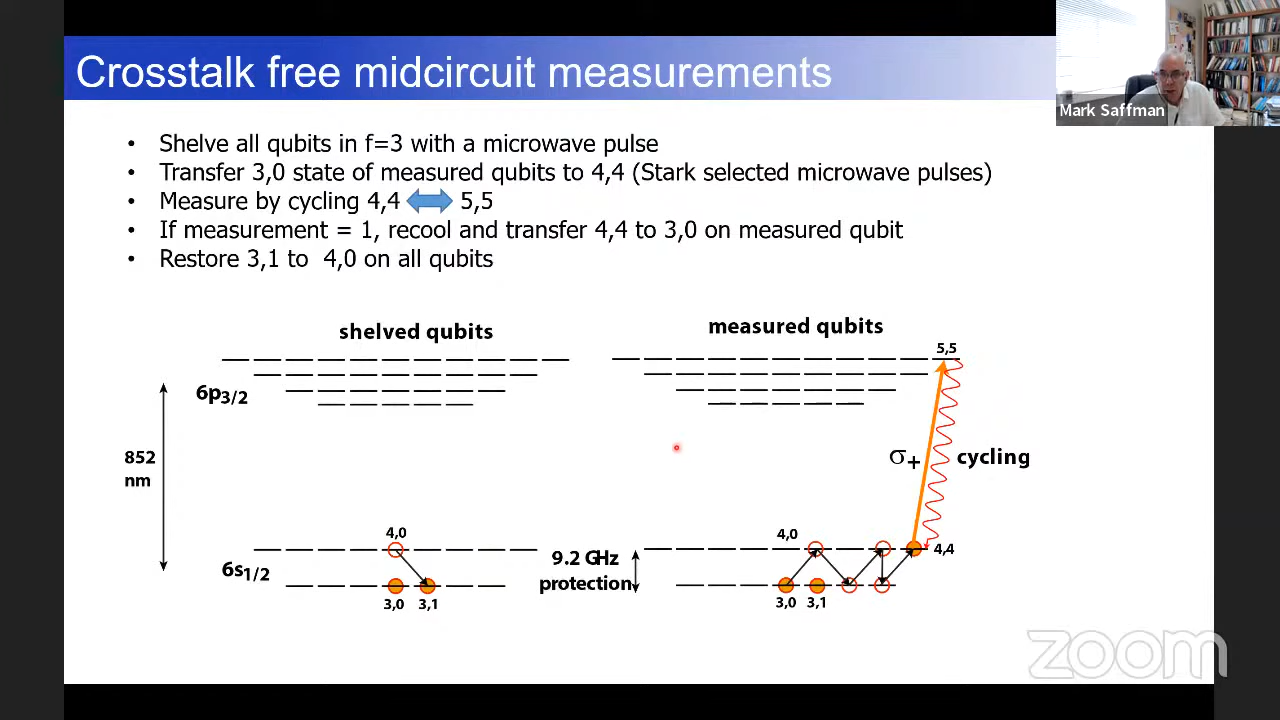 Crosstalk free midcircuit measurements
Mark Saffman
• Shelve all qubits in f=3 with a microwave pulse
• Transfer 3,0 state of measured qubits to 4,4 (Stark selected microwave pulses)
• Measure by cycling 4,4 5,5
• If measurement = 1, recool and transfer 4,4 to 3,0 on measured qubit
• Restore 3,1 to 4,0 on all qubits
shelved qubits
measured qubits
5,5
6p3/2
852
nm
σ+
cycling
4,0
4,0
4,4
6s1/2
9.2 GHz
protection
3,0
3,1
3,0
3,1
zoom